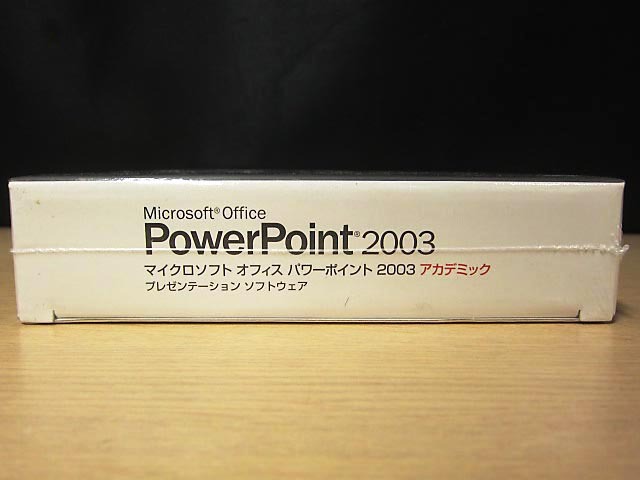 Microsoft® Office
PowerPoint® 2003
マイクロソフト オフィス パワーポイント 2003 アカデミック
プレゼンテーション ソフトウェア